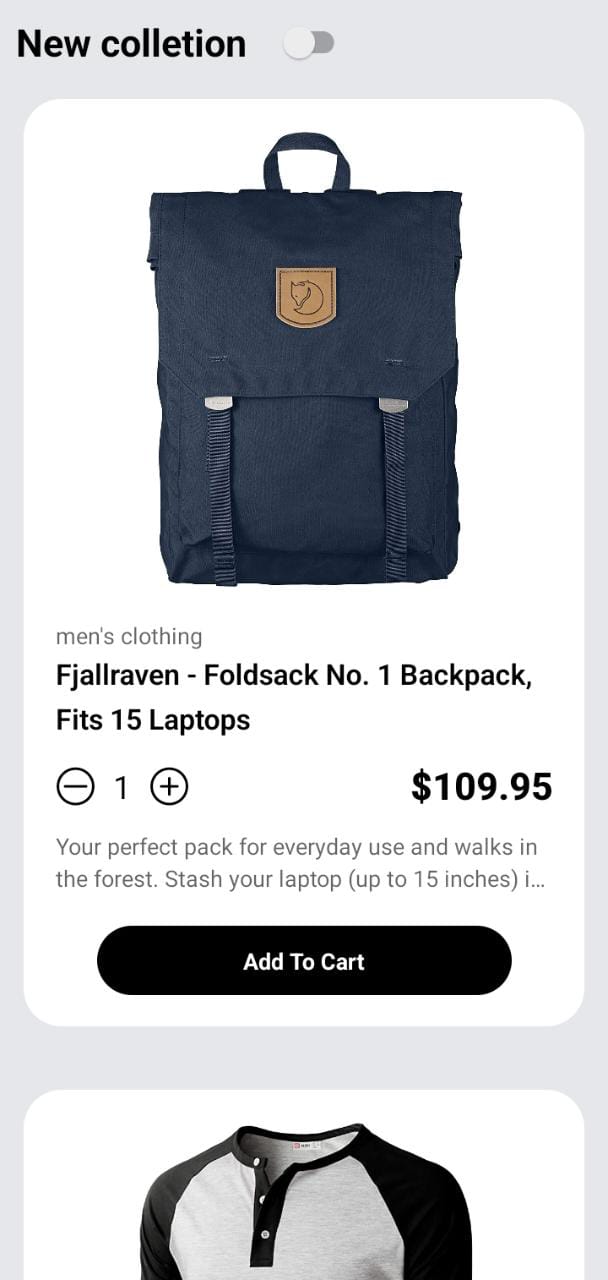 New colletion
men's clothing
Fjallraven - Foldsack No. 1 Backpack,
Fits 15 Laptops
1
$109.95
Your perfect pack for everyday use and walks in
the forest. Stash your laptop (up to 15 inches) i...
Add To Cart